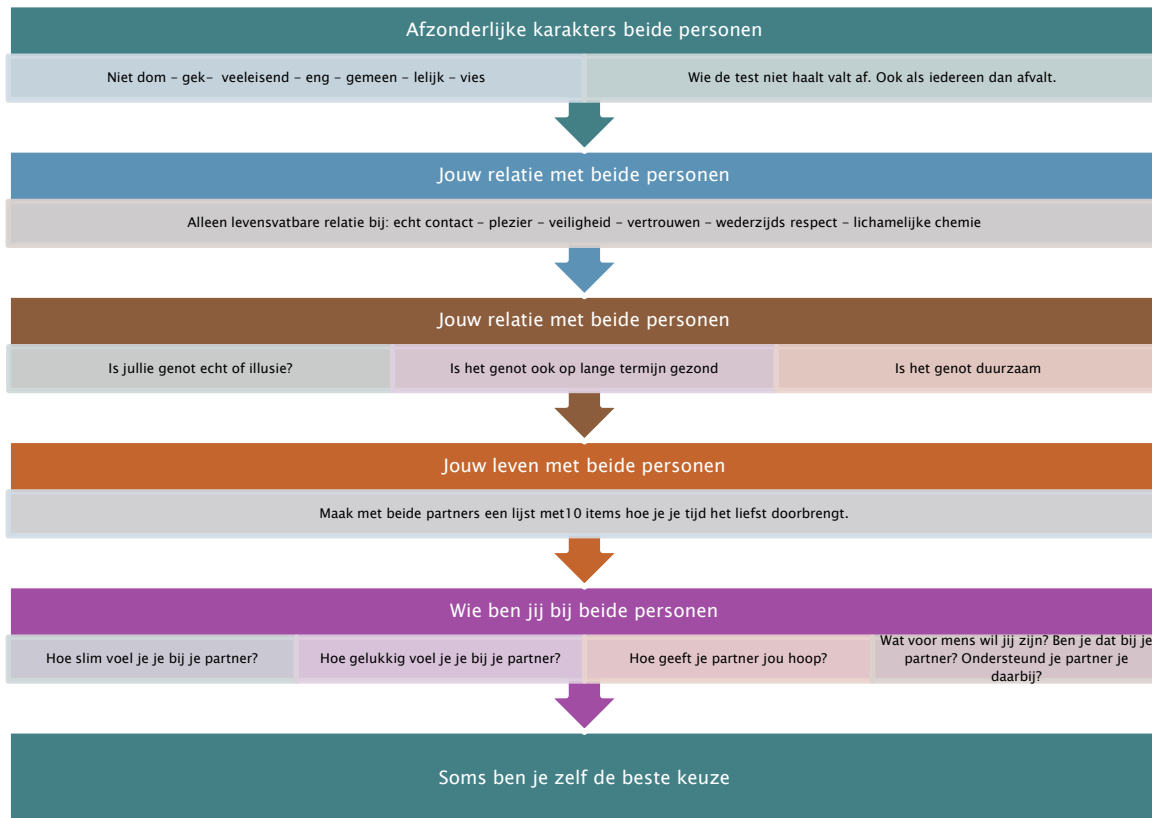 Afzonderlijke karakters beide personen
Niet dom – gek– veeleisend – eng – gemeen – lelijk – vies
Wie de test niet haalt valt af. Ook als iedereen dan afvalt.
Jouw relatie met beide personen
Alleen levensvatbare relatie bij: echt contact – plezier – veiligheid – vertrouwen – wederzijds respect – lichamelijke chemie
Jouw relatie met beide personen
Is jullie genot echt of illusie?
Is het genot ook op lange termijn gezond
Is het genot duurzaam
Jouw leven met beide personen
Maak met beide partners een lijst met10 items hoe je je tijd het liefst doorbrengt.
Wie ben jij bij beide personen
Hoe slim voel je je bij je partner?
Hoe gelukkig voel je je bij je partner?
Hoe geeft je partner jou hoop?
Wat voor mens wil jij zijn? Ben je dat bij je
partner? Ondersteund je partner je
daarbij?
Soms ben je zelf de beste keuze